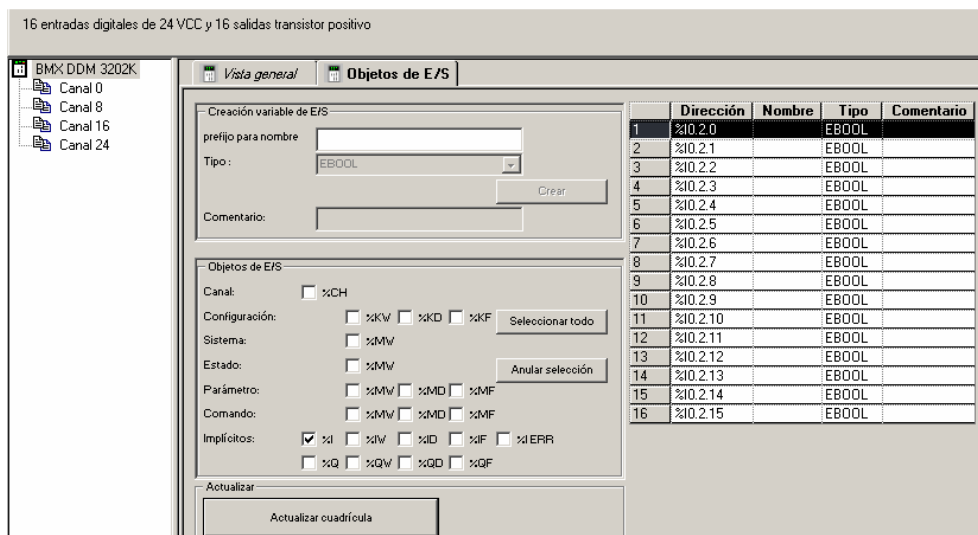 16 entradas digitales de 24 VCC y 16 salidas transistor positivo
BMX DDM 3202K
Canal 0
Canal 8
Canal 16
Canal 24
Vista general
Objetos de E/S
Creación variable de E/S
prefijo para nombre
Tipo :
EBOOL
Crear
Comentario:
Objetos de E/S
Canal: %CH
Configuración: %KW %KD %KF Seleccionar todo
Sistema: %MW
Estado: %MW Anular selección
Parámetro: %MW %MD %MF
Comando: %MW %MD %MF
Implícitos: %I %IW %ID %IF %I ERR
%Q %QW %QD %QF
Actualizar
Actualizar cuadrícula
Dirección Nombre Tipo Comentario
1 %I0.2.0 EBOOL
2 %I0.2.1 EBOOL
3 %I0.2.2 EBOOL
4 %I0.2.3 EBOOL
5 %I0.2.4 EBOOL
6 %I0.2.5 EBOOL
7 %I0.2.6 EBOOL
8 %I0.2.7 EBOOL
9 %I0.2.8 EBOOL
10 %I0.2.9 EBOOL
11 %I0.2.10 EBOOL
12 %I0.2.11 EBOOL
13 %I0.2.12 EBOOL
14 %I0.2.13 EBOOL
15 %I0.2.14 EBOOL
16 %I0.2.15 EBOOL